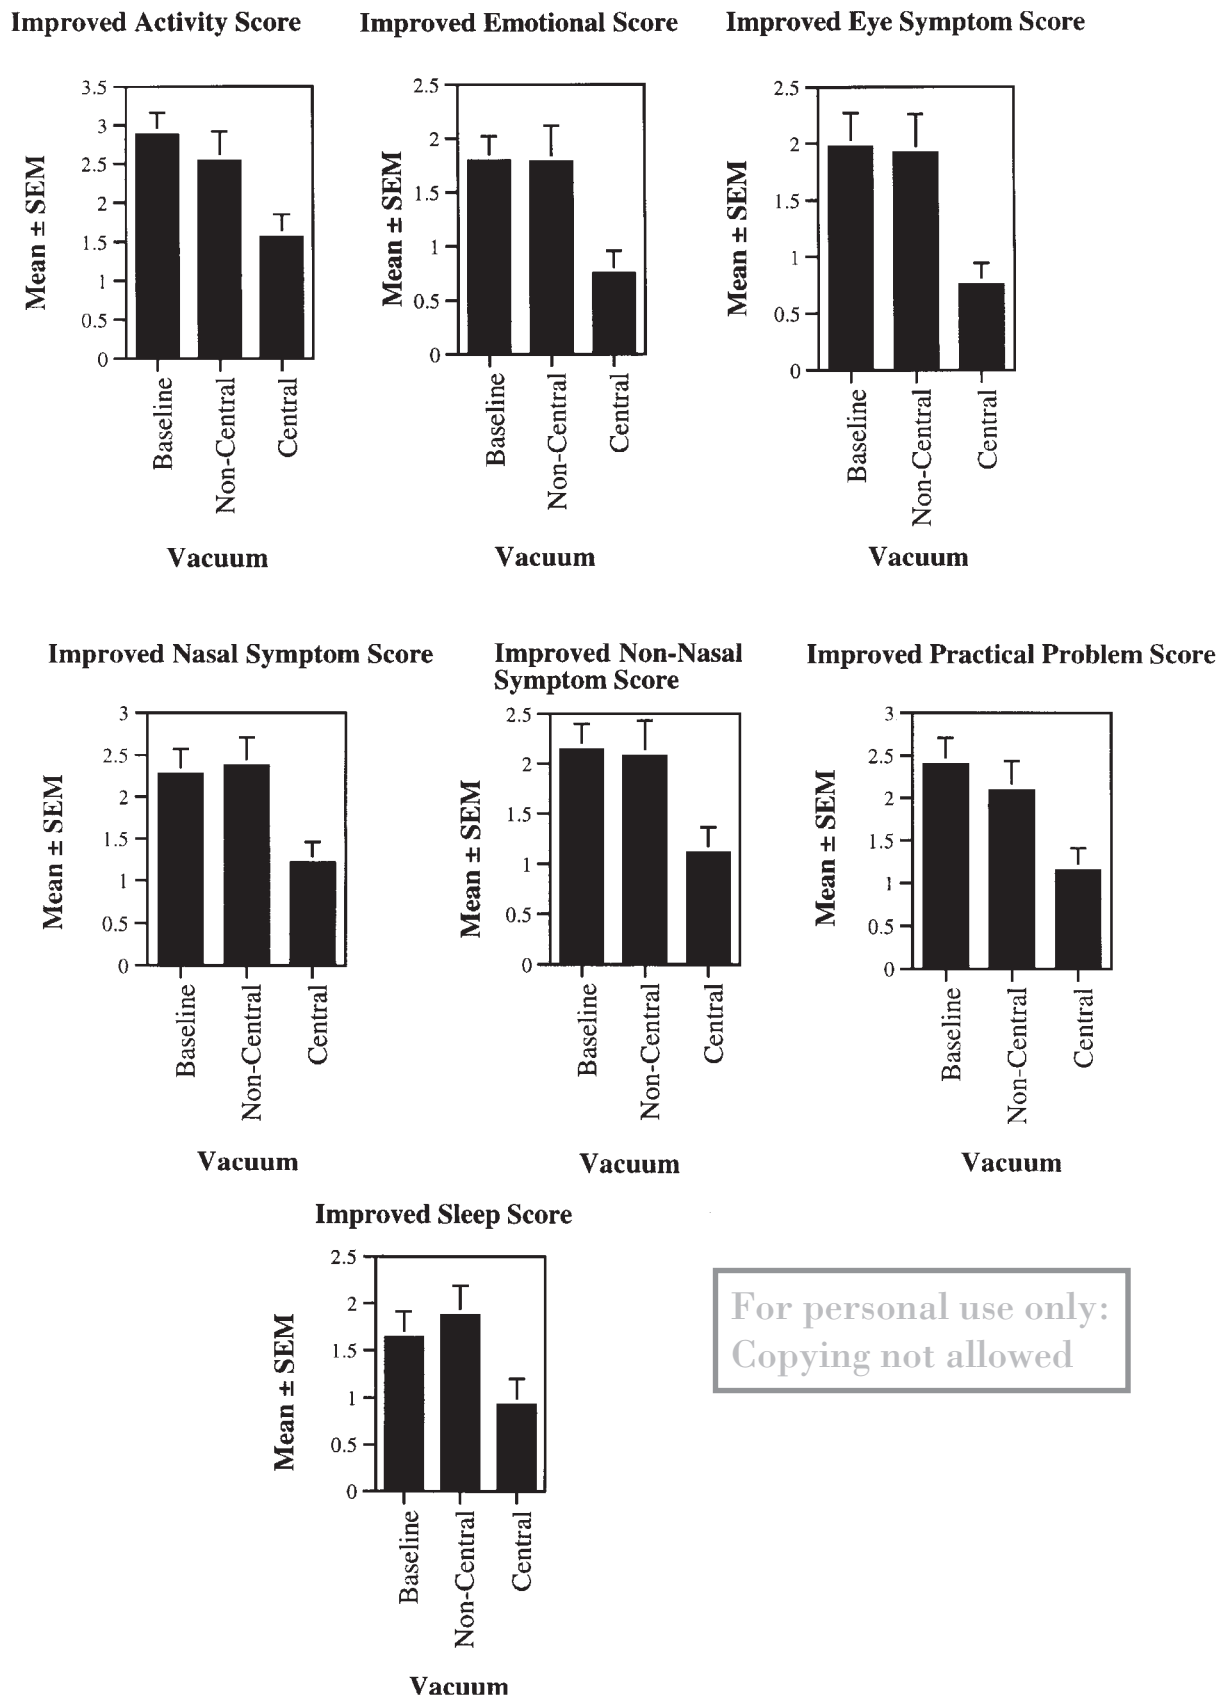 Improved Activity Score
Mean ± SEM
3.5
3
2.5
2
1.5
1
0.5
0
Baseline
Non-Central
Central
Vacuum
Improved Emotional Score
Mean ± SEM
2.5
2
1.5
1
0.5
0
Baseline
Non-Central
Central
Vacuum
Improved Eye Symptom Score
Mean ± SEM
2.5
2
1.5
1
0.5
0
Baseline
Non-Central
Central
Vacuum
Improved Nasal Symptom Score
Mean ± SEM
3
2.5
2
1.5
1
0.5
0
Baseline
Non-Central
Central
Vacuum
Improved Non-Nasal
Symptom Score
Mean ± SEM
2.5
2
1.5
1
0.5
0
Baseline
Non-Central
Central
Vacuum
Improved Practical Problem Score
Mean ± SEM
3
2.5
2
1.5
1
0.5
0
Baseline
Non-Central
Central
Vacuum
Improved Sleep Score
Mean ± SEM
2.5
2
1.5
1
0.5
0
Baseline
Non-Central
Central
Vacuum
For personal use only:
Copying not allowed